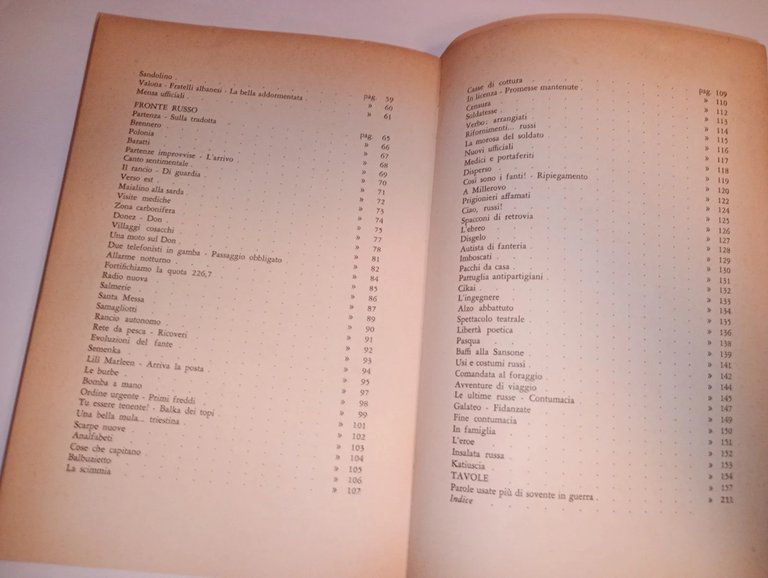 Sandolino . pag. 59
Valona - Fratelli albanesi - La bella addormentata . » 60
Mensa ufficiali . » 61
FRONTE RUSSO
Partenza - Sulla tradotta pag. 65
Brennero » 66
Polonia » 67
Baratti » 68
Partenze improvvise - L'arrivo » 69
Canto sentimentale . » 70
Il rancio - Di guardia » 71
Verso est » 72
Maialino alla sarda » 73
Visite mediche » 74
Zona carbonifera » 75
Donez - Don » 77
Villaggi cosacchi » 78
Una moto sul Don » 81
Due telefonisti in gamba - Passaggio obbligato » 82
Allarme notturno » 84
Fortifichiamo la quota 226,7 » 85
Radio nuova » 86
Salmerie » 87
Santa Messa » 89
Samagliotti » 90
Rancio autonomo » 91
Rete da pesca - Ricoveri » 92
Evoluzioni del fante » 93
Semenka » 94
Lili Marleen - Arriva la posta » 95
Le burbe » 97
Bomba a mano » 98
Ordine urgente - Primi freddi » 99
Tu essere tenente! - Balka dei topi » 101
Una bella mula... triestina » 102
Scarpe nuove » 103
Analfabeti » 104
Cose che capitano » 105
Balbuzietto » 106
La scimmia » 107
Casse di cottura pag. 109
In licenza - Promesse mantenute » 110
Censura » 112
Soldatesse » 113
Verbo: arrangiati » 114
Rifornimenti... russi » 115
La morosa del soldato » 116
Nuovi ufficiali » 117
Medici e portaferiti » 118
Disperso » 119
Così sono i fanti! - Ripiegamento » 120
A Millerovo » 122
Prigionieri affamati » 124
Ciao, russi! » 125
Spacconi di retrovia » 126
L'ebreo » 127
Disgelo » 128
Autista di fanteria » 129
Imboscati » 130
Pacchi da casa » 131
Pattuglia antipartigiani » 132
Cikai » 133
L'ingegnere » 134
Alzo abbattuto » 135
Spettacolo teatrale » 136
Libertà poetica » 138
Pasqua » 139
Baffi alla Sansone » 141
Usi e costumi russi » 142
Comandata al foraggio » 144
Avventure di viaggio » 145
Le ultime russe - Contumacia » 147
Galateo - Fidanzate » 149
Fine contumacia » 150
In famiglia » 151
L'eroe » 152
Insalata russa » 153
Katiuscia » 154
TAVOLE » 157
Parole usate più di sovente in guerra . » 211
Indice